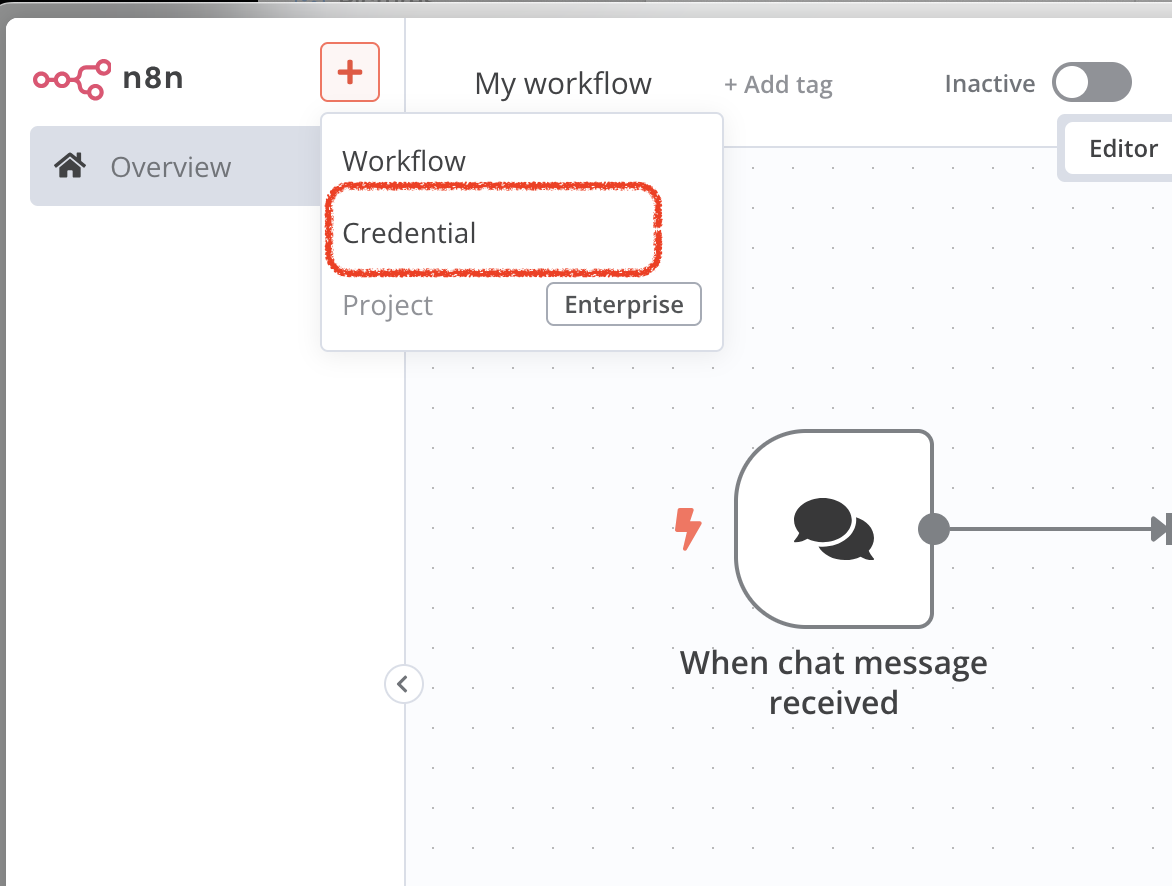 n8n
My workflow
+ Add tag
Inactive
Overview
Workflow
Credential
Project
Enterprise
Editor
When chat message
received